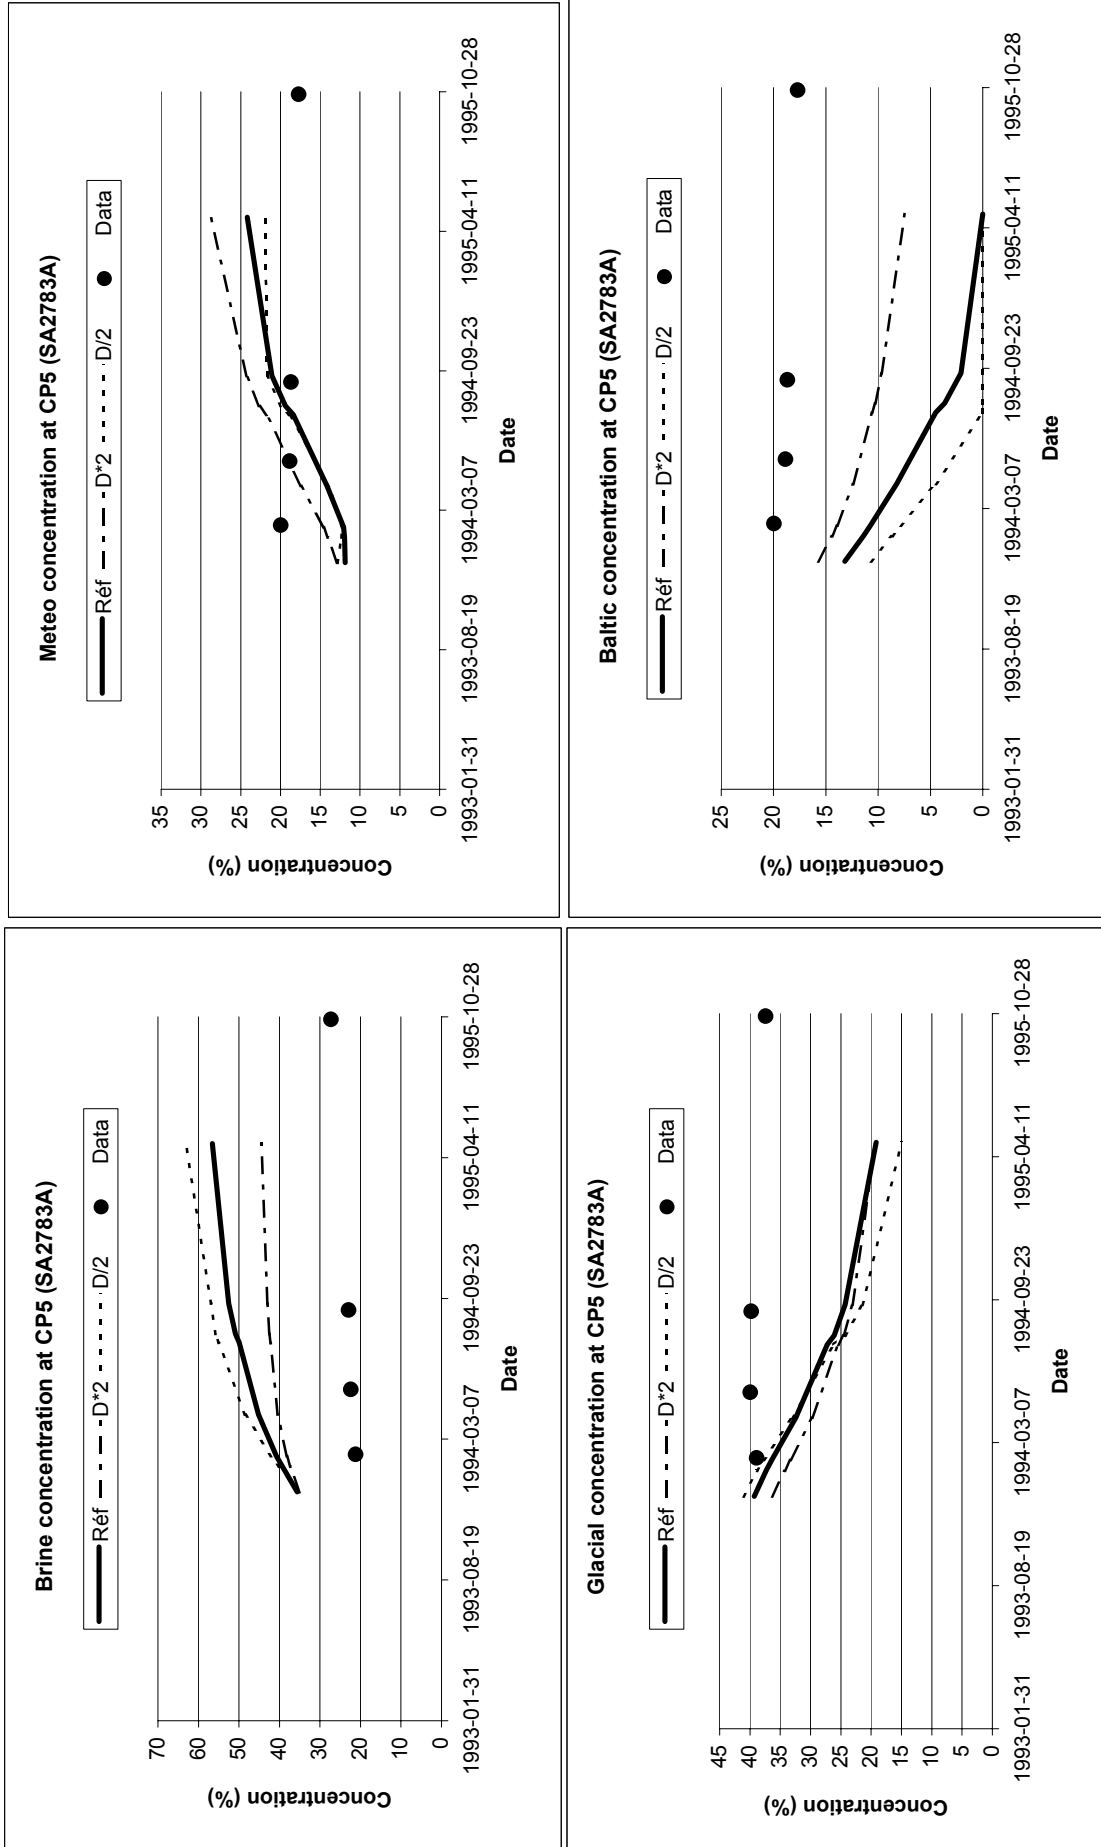 Brine concentration at CP5 (SA2783A)
Réf D*2 D/2 Data
Concentration (%)
70
60
50
40
30
20
10
0
1993-01-31 1993-08-19 1994-03-07 1994-09-23 1995-04-11 1995-10-28
Date
Meteo concentration at CP5 (SA2783A)
Réf D*2 D/2 Data
Concentration (%)
35
30
25
20
15
10
5
0
1993-01-31 1993-08-19 1994-03-07 1994-09-23 1995-04-11 1995-10-28
Date
Glacial concentration at CP5 (SA2783A)
Réf D*2 D/2 Data
Concentration (%)
45
40
35
30
25
20
15
10
5
0
1993-01-31 1993-08-19 1994-03-07 1994-09-23 1995-04-11 1995-10-28
Date
Baltic concentration at CP5 (SA2783A)
Réf D*2 D/2 Data
Concentration (%)
25
20
15
10
5
0
1993-01-31 1993-08-19 1994-03-07 1994-09-23 1995-04-11 1995-10-28
Date